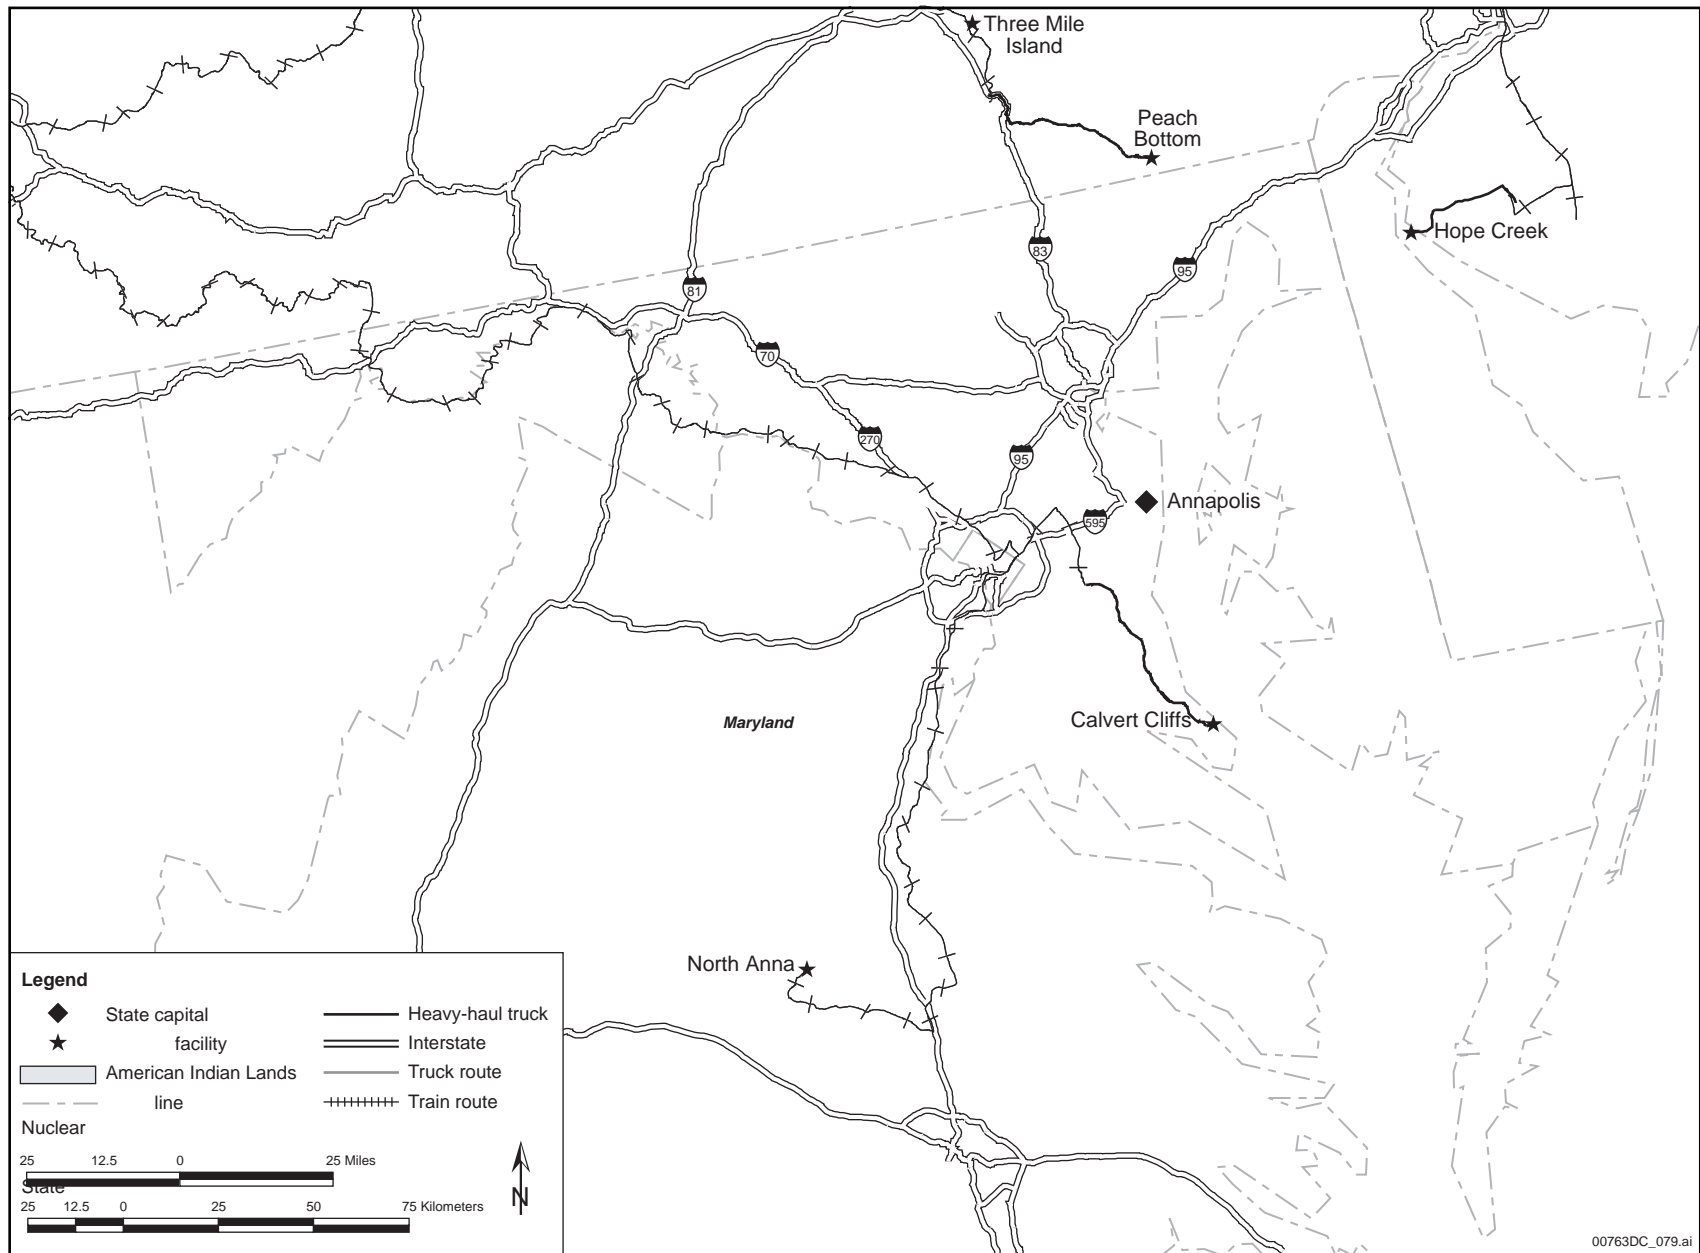 Three Mile
Island
Peach
Bottom
Hope Creek
83
95
81
70
270
95
Annapolis
595
Maryland
Calvert Cliffs
North Anna
Legend
State capital
facility
American Indian Lands
line
Nuclear
Heavy-haul truck
Interstate
Truck route
Train route
25 12.5 0 25 Miles
State
25 12.5 0 25 50 75 Kilometers
N
00763DC_079.ai